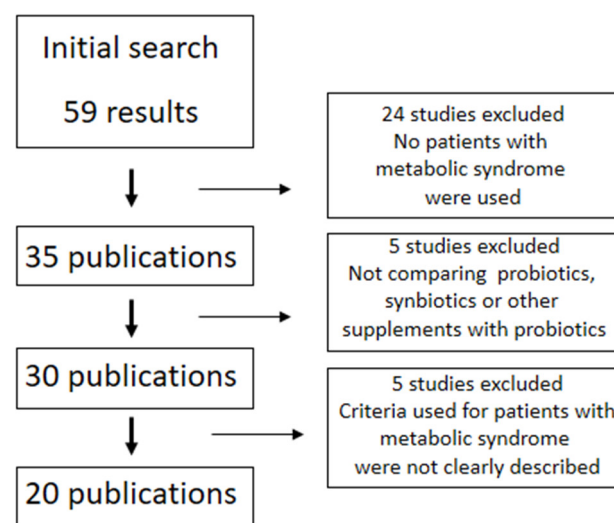 Initial search
59 results
24 studies excluded
No patients with
metabolic syndrome
were used
35 publications
5 studies excluded
Not comparing probiotics,
synbiotics or other
supplements with probiotics
30 publications
5 studies excluded
Criteria used for patients with
metabolic syndrome
were not clearly described
20 publications